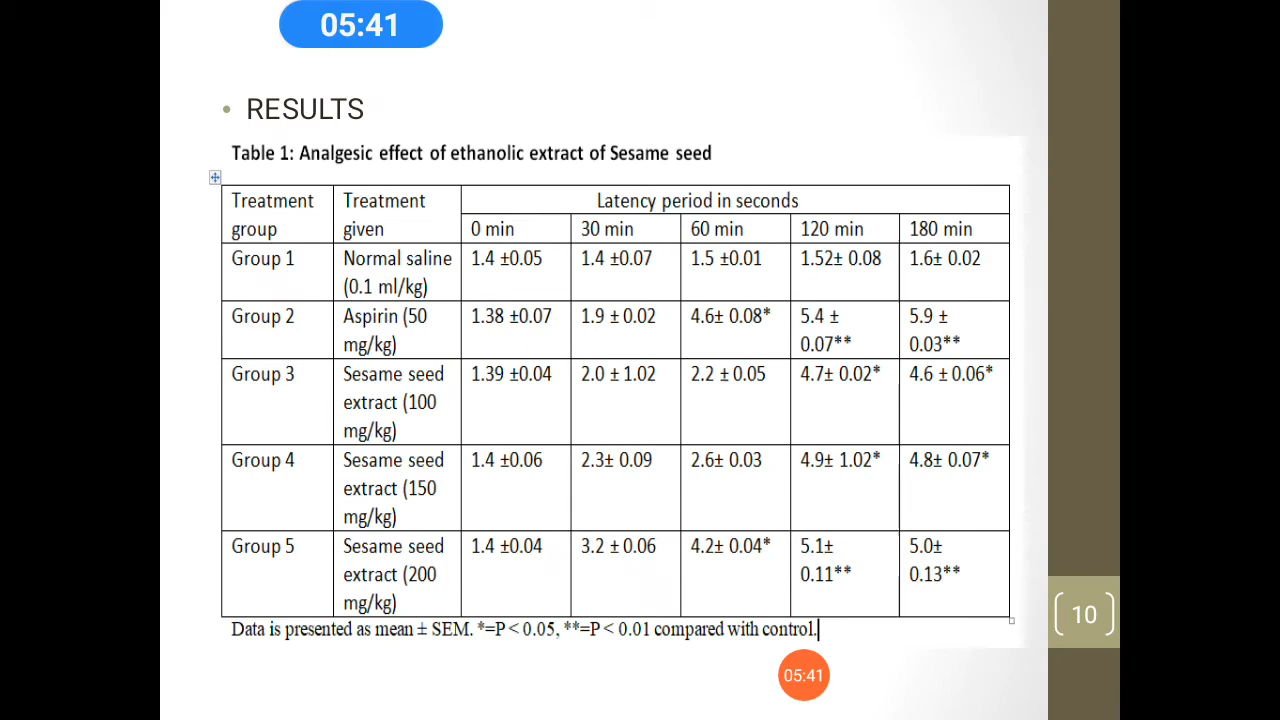 05:41
• RESULTS
Table 1: Analgesic effect of ethanolic extract of Sesame seed
Treatment group | Treatment given | Latency period in seconds
0 min | 30 min | 60 min | 120 min | 180 min
Group 1 | Normal saline (0.1 ml/kg) | 1.4 ±0.05 | 1.4 ±0.07 | 1.5 ±0.01 | 1.52± 0.08 | 1.6± 0.02
Group 2 | Aspirin (50 mg/kg) | 1.38 ±0.07 | 1.9 ± 0.02 | 4.6± 0.08* | 5.4 ± 0.07** | 5.9 ± 0.03**
Group 3 | Sesame seed extract (100 mg/kg) | 1.39 ±0.04 | 2.0 ± 1.02 | 2.2 ± 0.05 | 4.7± 0.02* | 4.6 ± 0.06*
Group 4 | Sesame seed extract (150 mg/kg) | 1.4 ±0.06 | 2.3± 0.09 | 2.6± 0.03 | 4.9± 1.02* | 4.8± 0.07*
Group 5 | Sesame seed extract (200 mg/kg) | 1.4 ±0.04 | 3.2 ± 0.06 | 4.2± 0.04* | 5.1± 0.11** | 5.0± 0.13**
Data is presented as mean ± SEM. *=P < 0.05, **=P < 0.01 compared with control.
10
05:41